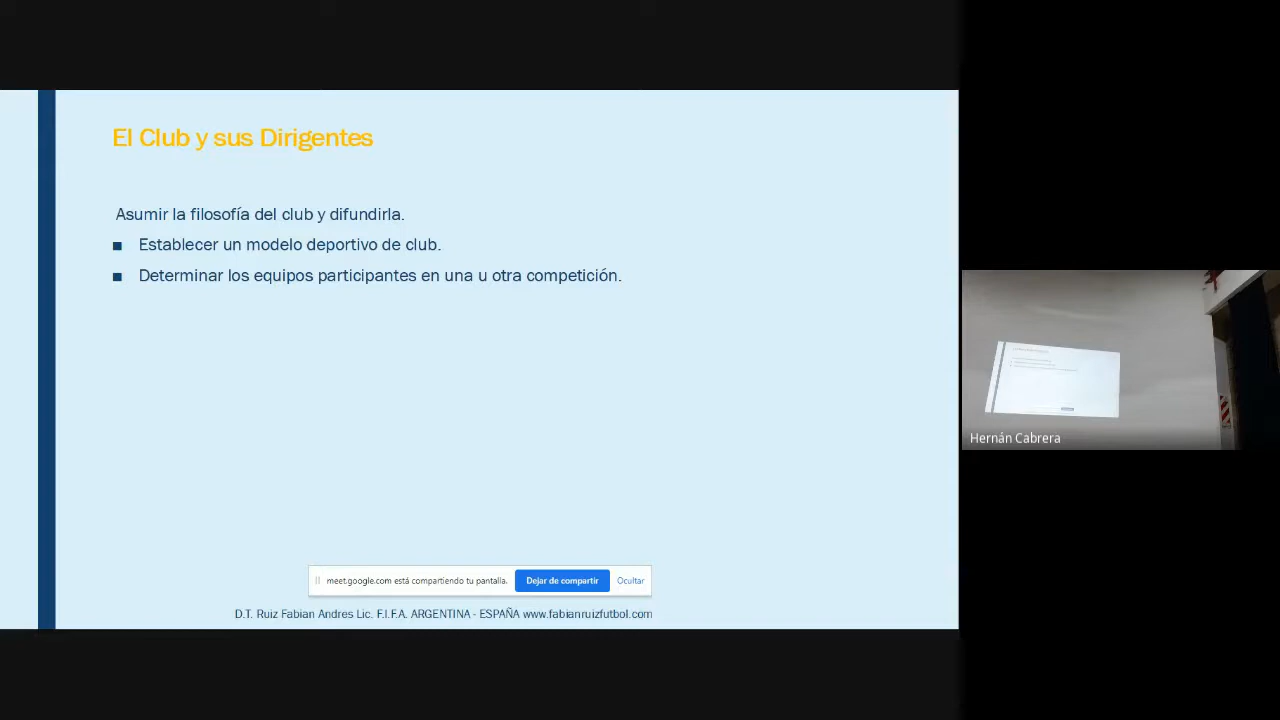 El Club y sus Dirigentes
Asumir la filosofía del club y difundirla.
■ Establecer un modelo deportivo de club.
■ Determinar los equipos participantes en una u otra competición.
meet.google.com está compartiendo tu pantalla.
Dejar de compartir
Ocultar
D.T. Ruiz Fabian Andres Lic. F.I.F.A. ARGENTINA - ESPAÑA www.fabianruizfutbol.com
Hernán Cabrera